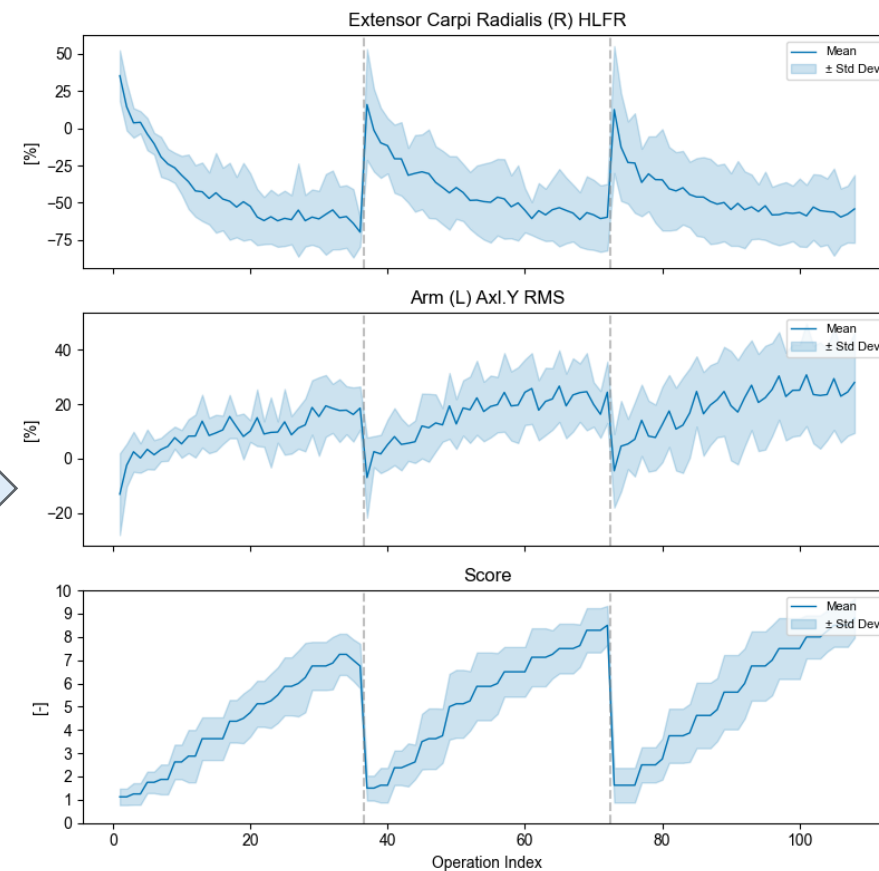 Extensor Carpi Radialis (R) HLFR
Mean
± Std Dev
50
25
0
−25
−50
−75
[%]
Arm (L) Axl.Y RMS
Mean
± Std Dev
40
20
0
−20
[%]
Score
Mean
± Std Dev
10
9
8
7
6
5
4
3
2
1
0
[-]
0 20 40 60 80 100
Operation Index